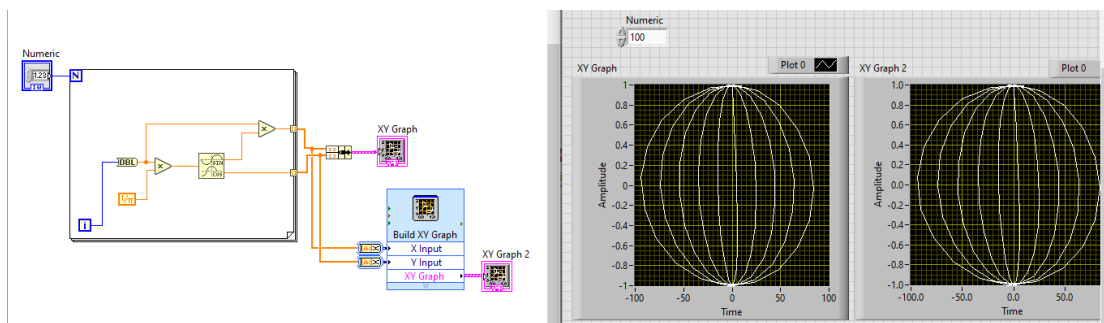 Numeric
1.23
N
DBL
SIN
COS
1/π
i
XY Graph
Build XY Graph
X Input
Y Input
XY Graph
XY Graph 2
Numeric
100
XY Graph
Plot 0
Amplitude
1
0.8
0.6
0.4
0.2
0
-0.2
-0.4
-0.6
-0.8
-1
-100
-50
0
50
100
Time
XY Graph 2
Plot 0
Amplitude
1.0
0.8
0.6
0.4
0.2
0.0
-0.2
-0.4
-0.6
-0.8
-1.0
-100.0
-50.0
0.0
50.0
Time